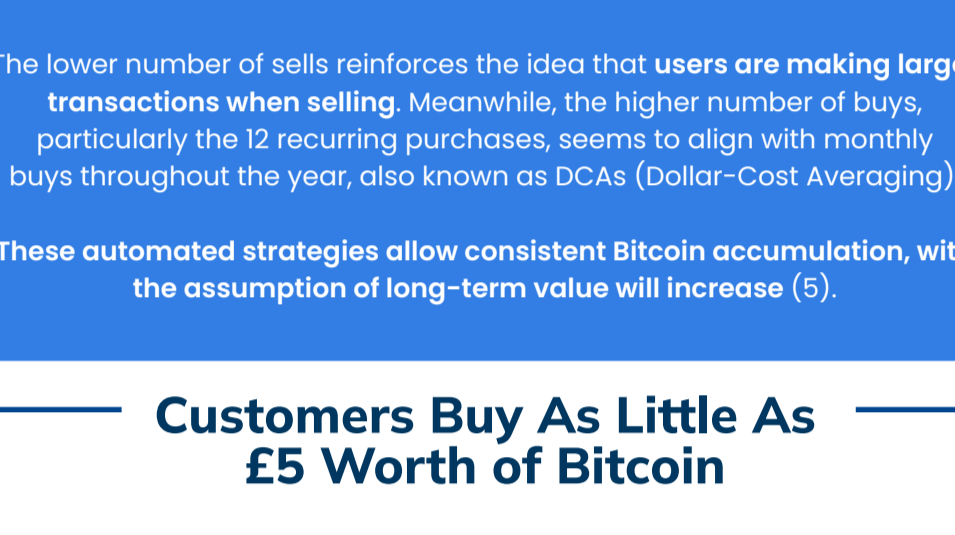 The lower number of sells reinforces the idea that users are making large
transactions when selling. Meanwhile, the higher number of buys,
particularly the 12 recurring purchases, seems to align with monthly
buys throughout the year, also known as DCAs (Dollar-Cost Averaging)
These automated strategies allow consistent Bitcoin accumulation, wit
the assumption of long-term value will increase (5).
Customers Buy As Little As
£5 Worth of Bitcoin